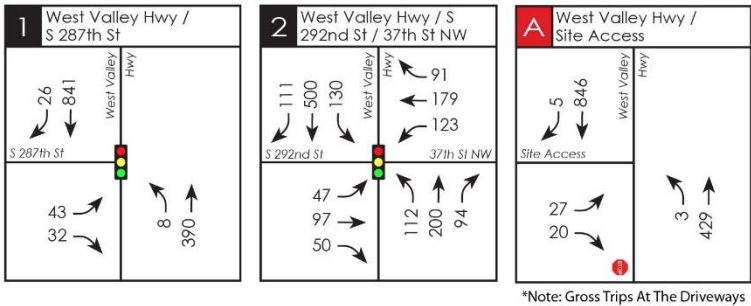 1 West Valley Hwy /
S 287th St
26 841
West Valley
Hwy
S 287th St
43
32
8 390
2 West Valley Hwy / S
292nd St / 37th St NW
111 500 130
West Valley
Hwy
91
179
123
S 292nd St
37th St NW
47
97
50
112 200 94
A West Valley Hwy /
Site Access
5 846
West Valley
Hwy
Site Access
27
20
STOP
3 429
*Note: Gross Trips At The Driveways